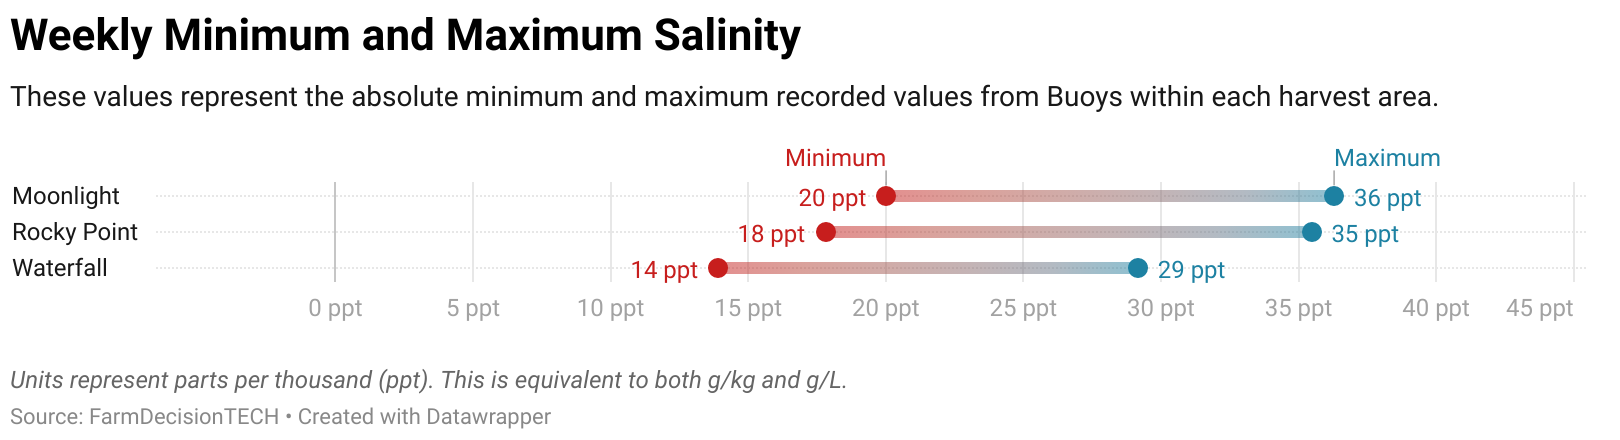 Weekly Minimum and Maximum Salinity
These values represent the absolute minimum and maximum recorded values from Buoys within each harvest area.
Minimum Maximum
Moonlight 20 ppt 36 ppt
Rocky Point 18 ppt 35 ppt
Waterfall 14 ppt 29 ppt
0 ppt 5 ppt 10 ppt 15 ppt 20 ppt 25 ppt 30 ppt 35 ppt 40 ppt 45 ppt
Units represent parts per thousand (ppt). This is equivalent to both g/kg and g/L.
Source: FarmDecisionTECH • Created with Datawrapper